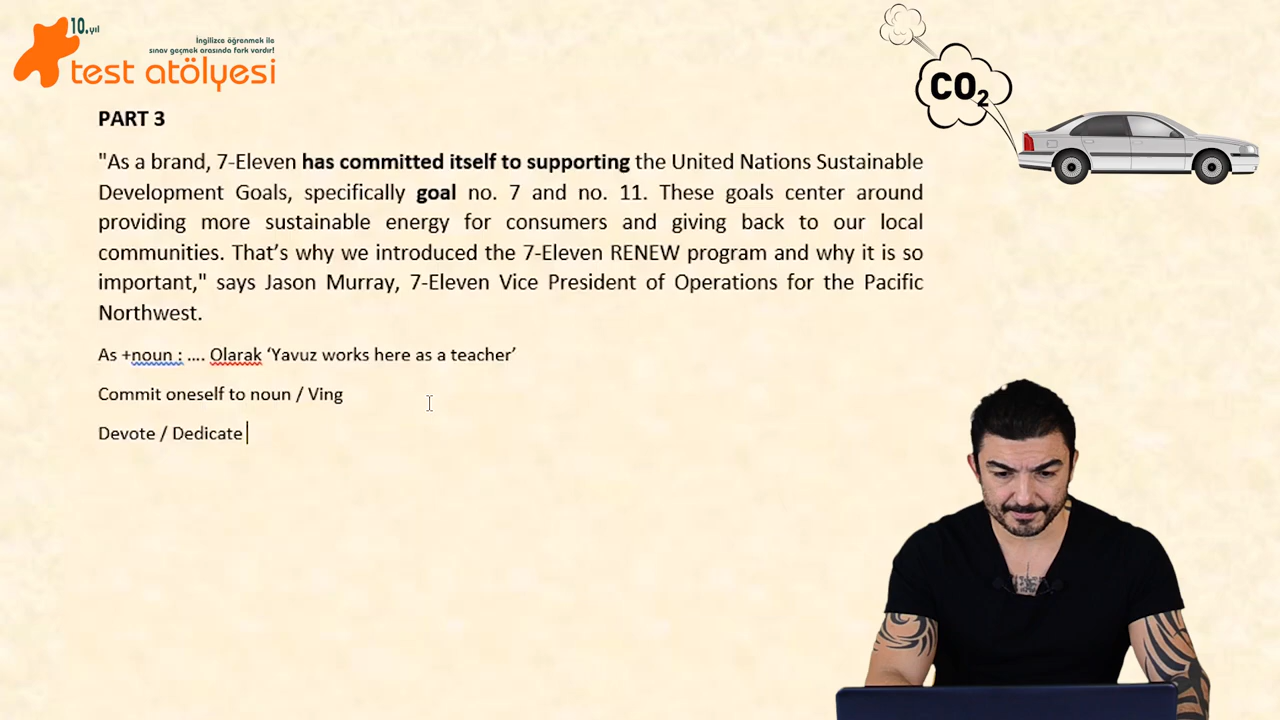 10.yıl
İngilizce öğrenmek ile
sınav geçmek arasında fark vardır!
test atölyesi
CO2
PART 3
"As a brand, 7-Eleven has committed itself to supporting the United Nations Sustainable
Development Goals, specifically goal no. 7 and no. 11. These goals center around
providing more sustainable energy for consumers and giving back to our local
communities. That’s why we introduced the 7-Eleven RENEW program and why it is so
important," says Jason Murray, 7-Eleven Vice President of Operations for the Pacific
Northwest.
As +noun : .... Olarak ‘Yavuz works here as a teacher’
Commit oneself to noun / Ving
Devote / Dedicate